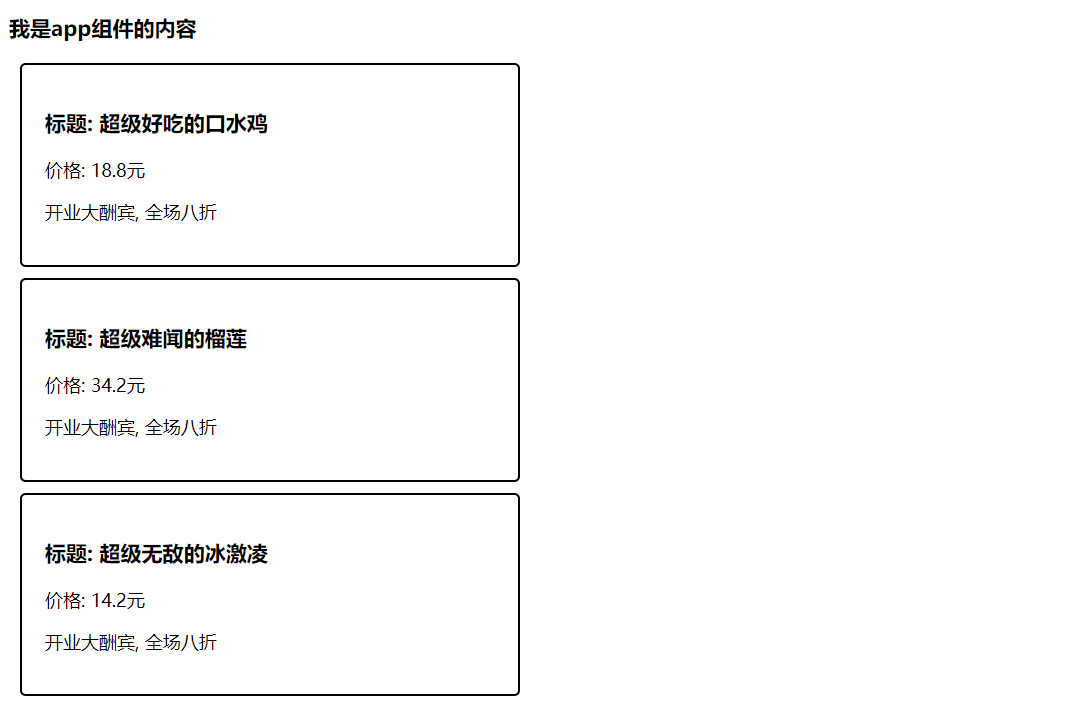 我是app组件的内容
标题: 超级好吃的口水鸡
价格: 18.8元
开业大酬宾, 全场八折
标题: 超级难闻的榴莲
价格: 34.2元
开业大酬宾, 全场八折
标题: 超级无敌的冰激凌
价格: 14.2元
开业大酬宾, 全场八折